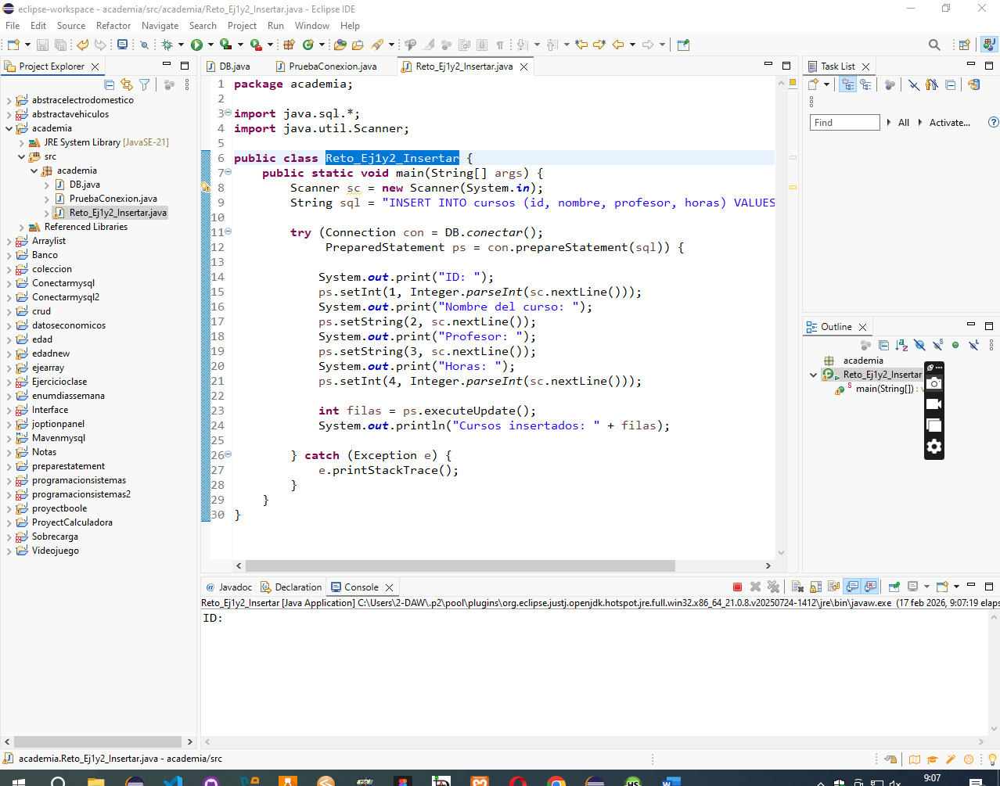 eclipse-workspace - academia/src/academia/Reto_Ej1y2_Insertar.java - Eclipse IDE
File Edit Source Refactor Navigate Search Project Run Window Help
Project Explorer
abstracelectrodomestico
abstractavehiculos
academia
JRE System Library [JavaSE-21]
src
academia
DB.java
PruebaConexion.java
Reto_Ej1y2_Insertar.java
Referenced Libraries
Arraylist
Banco
coleccion
Conectarmysql
Conectarmysql2
crud
datoseconomicos
edad
edadnew
ejearray
Ejercicioclase
enumdiassemana
Interface
joptionpanel
Mavenmysql
Notas
preparestatement
programacionsistemas
programacionsistemas2
proyectboole
ProyectCalculadora
Sobrecarga
Videojuego
DB.java PruebaConexion.java Reto_Ej1y2_Insertar.java
1 package academia;
2
3 import java.sql.*;
4 import java.util.Scanner;
5
6 public class Reto_Ej1y2_Insertar {
7 public static void main(String[] args) {
8 Scanner sc = new Scanner(System.in);
9 String sql = "INSERT INTO cursos (id, nombre, profesor, horas) VALUES
10
11 try (Connection con = DB.conectar();
12 PreparedStatement ps = con.prepareStatement(sql)) {
13
14 System.out.print("ID: ");
15 ps.setInt(1, Integer.parseInt(sc.nextLine()));
16 System.out.print("Nombre del curso: ");
17 ps.setString(2, sc.nextLine());
18 System.out.print("Profesor: ");
19 ps.setString(3, sc.nextLine());
20 System.out.print("Horas: ");
21 ps.setInt(4, Integer.parseInt(sc.nextLine()));
22
23 int filas = ps.executeUpdate();
24 System.out.println("Cursos insertados: " + filas);
25
26 } catch (Exception e) {
27 e.printStackTrace();
28 }
29 }
30 }
Task List
Find All Activate...
Outline
academia
Reto_Ej1y2_Insertar
main(String[]) :
Javadoc Declaration Console
Reto_Ej1y2_Insertar [Java Application] C:\Users\2-DAW\.p2\pool\plugins\org.eclipse.justj.openjdk.hotspot.jre.full.win32.x86_64_21.0.8.v20250724-1412\jre\bin\javaw.exe (17 feb 2026, 9:07:19 elaps
ID:
academia.Reto_Ej1y2_Insertar.java - academia/src
9:07